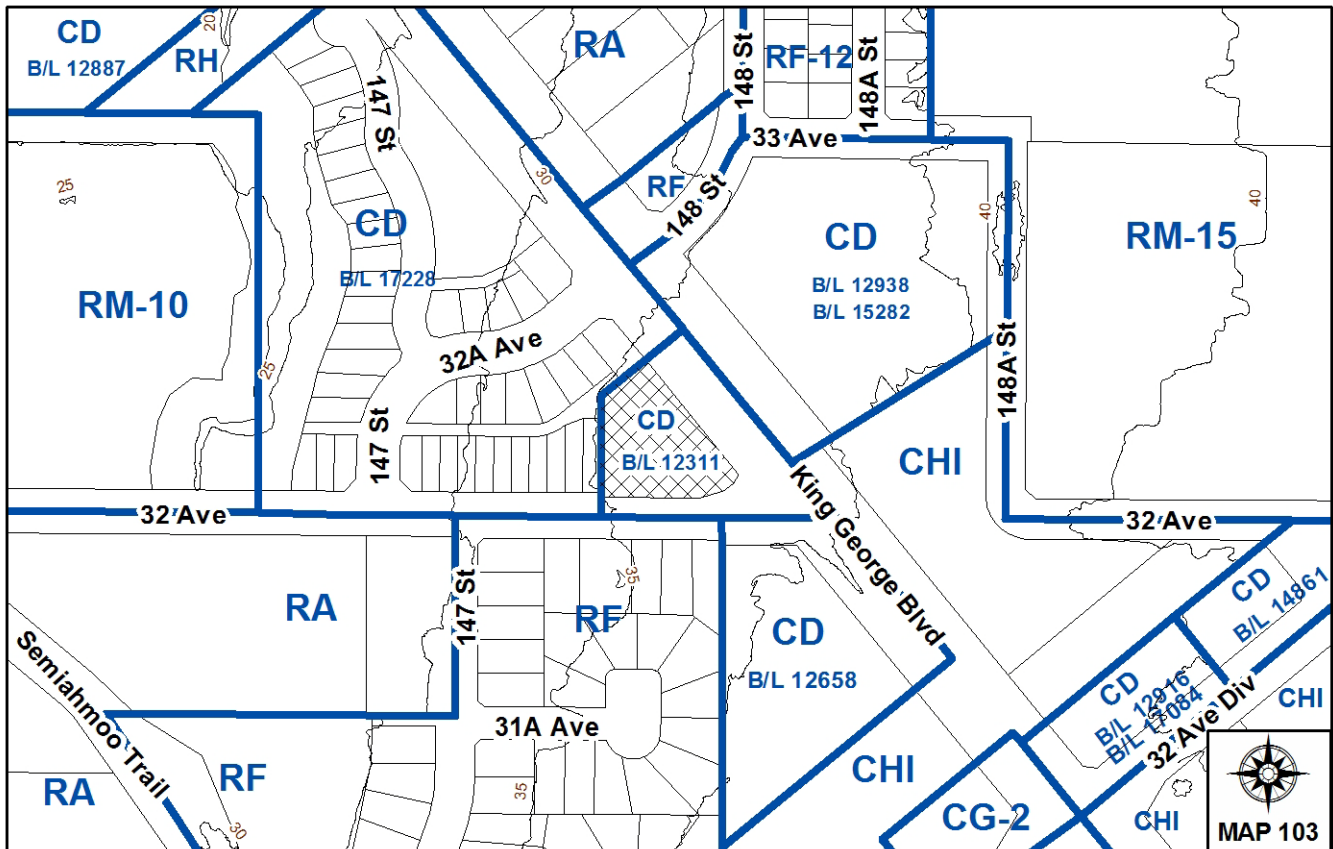 CD
B/L 12887
RH
20
RA
148 St
RF-12
148A St
147 St
33 Ave
25
30
RF
148 St
CD
B/L 17228
CD
B/L 12938
B/L 15282
40
40
RM-15
RM-10
25
32A Ave
148A St
147 St
CD
B/L 12311
CHI
King George Blvd
32 Ave
32 Ave
147 St
35
RA
RF
CD
B/L 12658
CD
B/L 14861
CD
B/L 12916
B/L 17084
32 Ave Div
CHI
Semiahmoo Trail
31A Ave
RA
RF
30
35
CHI
CG-2
CHI
MAP 103